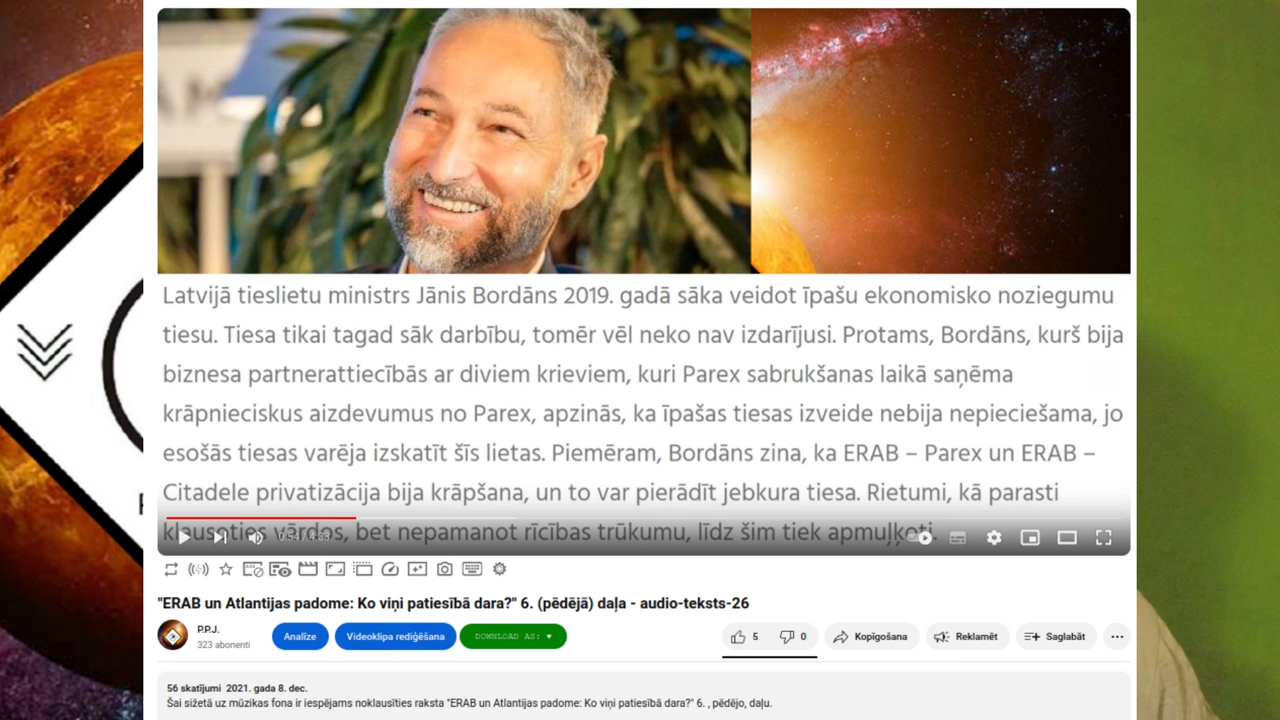 Latvijā tieslietu ministrs Jānis Bordāns 2019. gadā sāka veidot īpašu ekonomisko noziegumu
tiesu. Tiesa tikai tagad sāk darbību, tomēr vēl neko nav izdarījusi. Protams, Bordāns, kurš bija
biznesa partnerattiecībās ar diviem krieviem, kuri Parex sabrukšanas laikā saņēma
krāpnieciskus aizdevumus no Parex, apzinās, ka īpašas tiesas izveide nebija nepieciešama, jo
esošās tiesas varēja izskatīt šīs lietas. Piemēram, Bordāns zina, ka ERAB – Parex un ERAB –
Citadele privatizācija bija krāpšana, un to var pierādīt jebkura tiesa. Rietumi, kā parasti
klausoties vārdos, bet nepamanot rīcības trūkumu, līdz šim tiek apmuļķoti.
"ERAB un Atlantijas padome: Ko viņi patiesībā dara?" 6. (pēdējā) daļa - audio-teksts-26
P.P.J.
323 abonenti
Analīze
Videoklipa rediģēšana
DOWNLOAD AS: ▼
5
0
Kopīgošana
Reklamēt
Saglabāt
56 skatījumi 2021. gada 8. dec.
Šai sižetā uz mūzikas fona ir iespējams noklausīties raksta "ERAB un Atlantijas padome: Ko viņi patiesībā dara?" 6. , pēdējo, daļu.